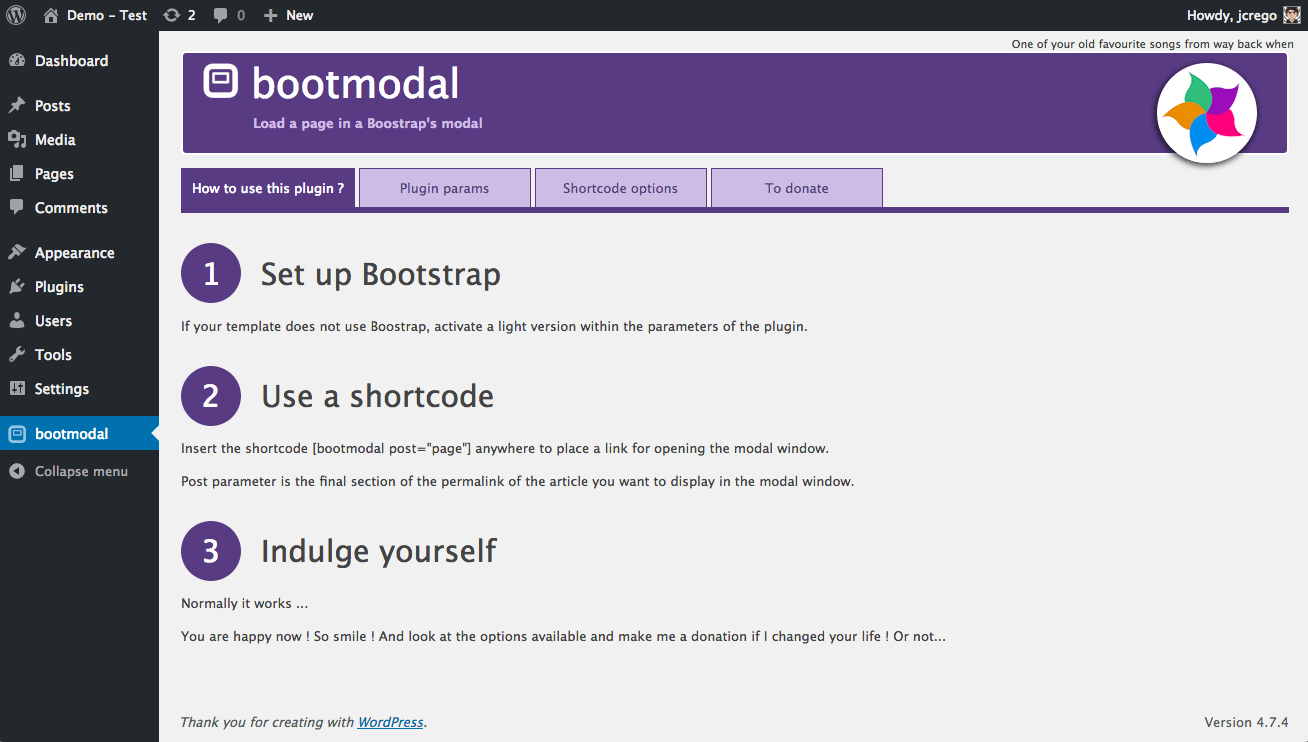 Demo – Test 2 0 New Howdy, jcrego
One of your old favourite songs from way back when
Dashboard
Posts
Media
Pages
Comments
Appearance
Plugins
Users
Tools
Settings
bootmodal
Collapse menu
bootmodal
Load a page in a Boostrap's modal
How to use this plugin ? Plugin params Shortcode options To donate
1 Set up Bootstrap
If your template does not use Boostrap, activate a light version within the parameters of the plugin.
2 Use a shortcode
Insert the shortcode [bootmodal post="page"] anywhere to place a link for opening the modal window.
Post parameter is the final section of the permalink of the article you want to display in the modal window.
3 Indulge yourself
Normally it works ...
You are happy now ! So smile ! And look at the options available and make me a donation if I changed your life ! Or not...
Thank you for creating with WordPress. Version 4.7.4